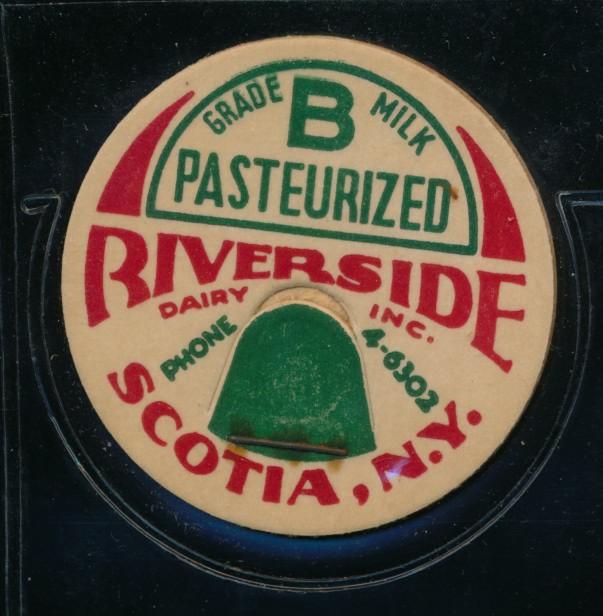 GRADE B MILK
PASTEURIZED
RIVERSIDE
DAIRY INC.
PHONE 4-6302
SCOTIA, N.Y.